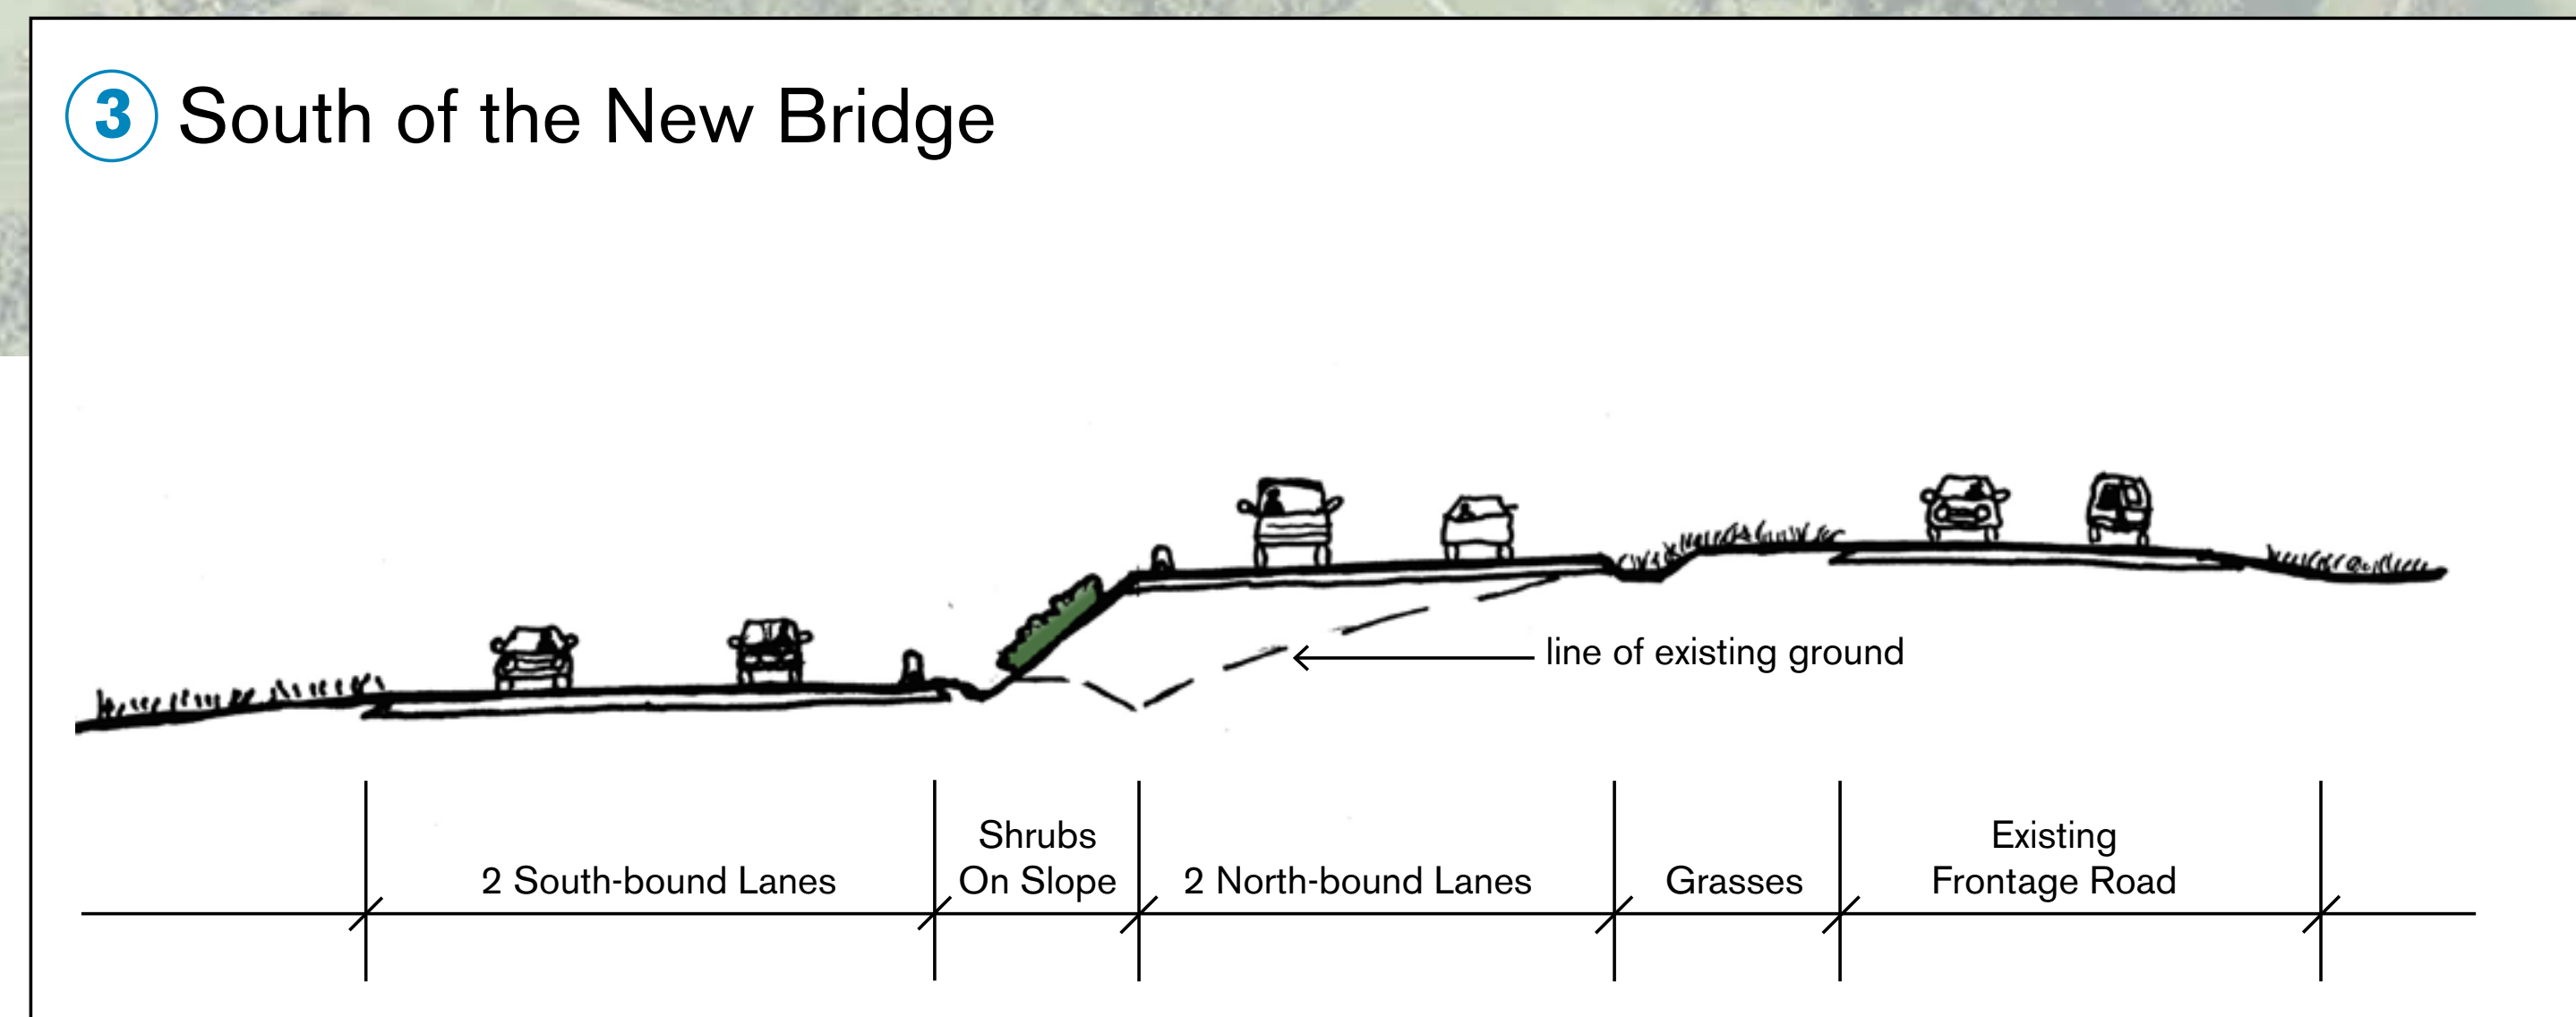 3 South of the New Bridge
line of existing ground
2 South-bound Lanes
Shrubs
On Slope
2 North-bound Lanes
Grasses
Existing
Frontage Road